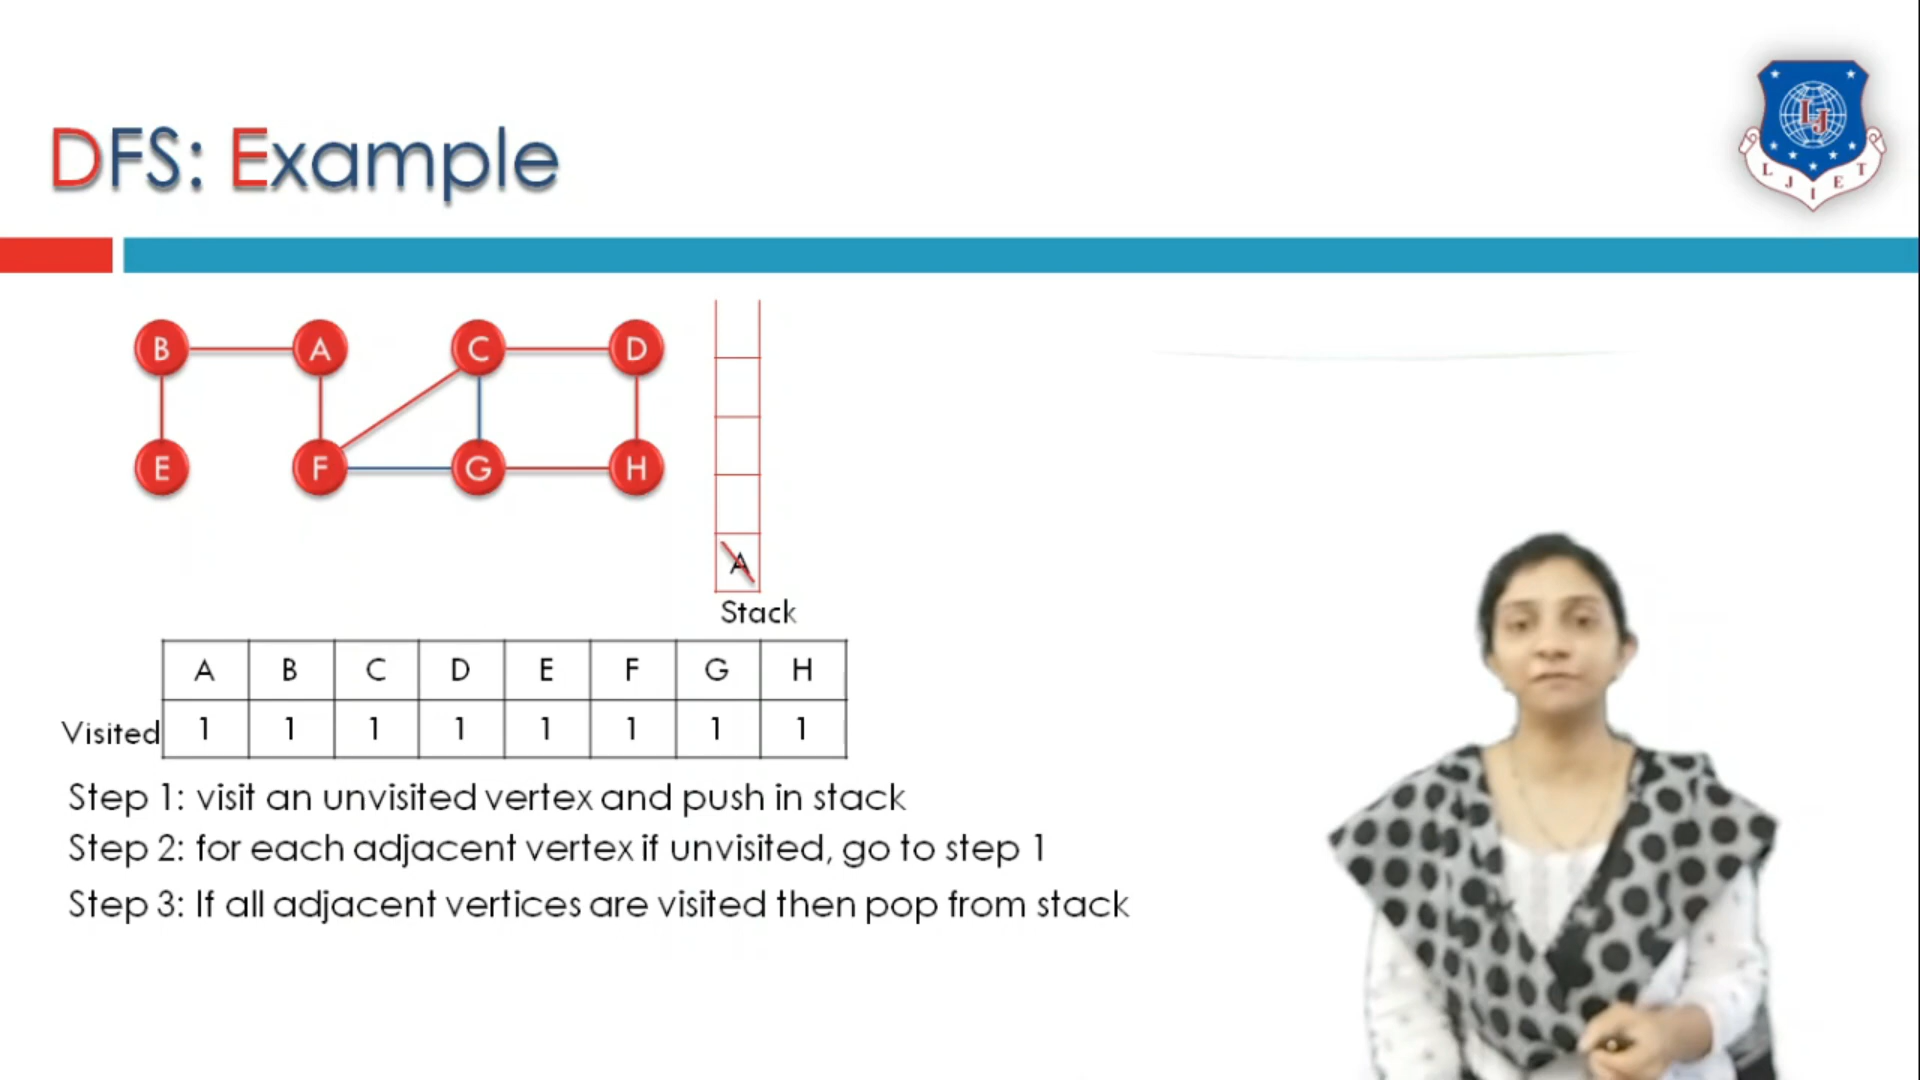 DFS: Example
LJ
L J I E T
B A C D
E F G H
A
Stack
A B C D E F G H
Visited 1 1 1 1 1 1 1 1
Step 1: visit an unvisited vertex and push in stack
Step 2: for each adjacent vertex if unvisited, go to step 1
Step 3: If all adjacent vertices are visited then pop from stack